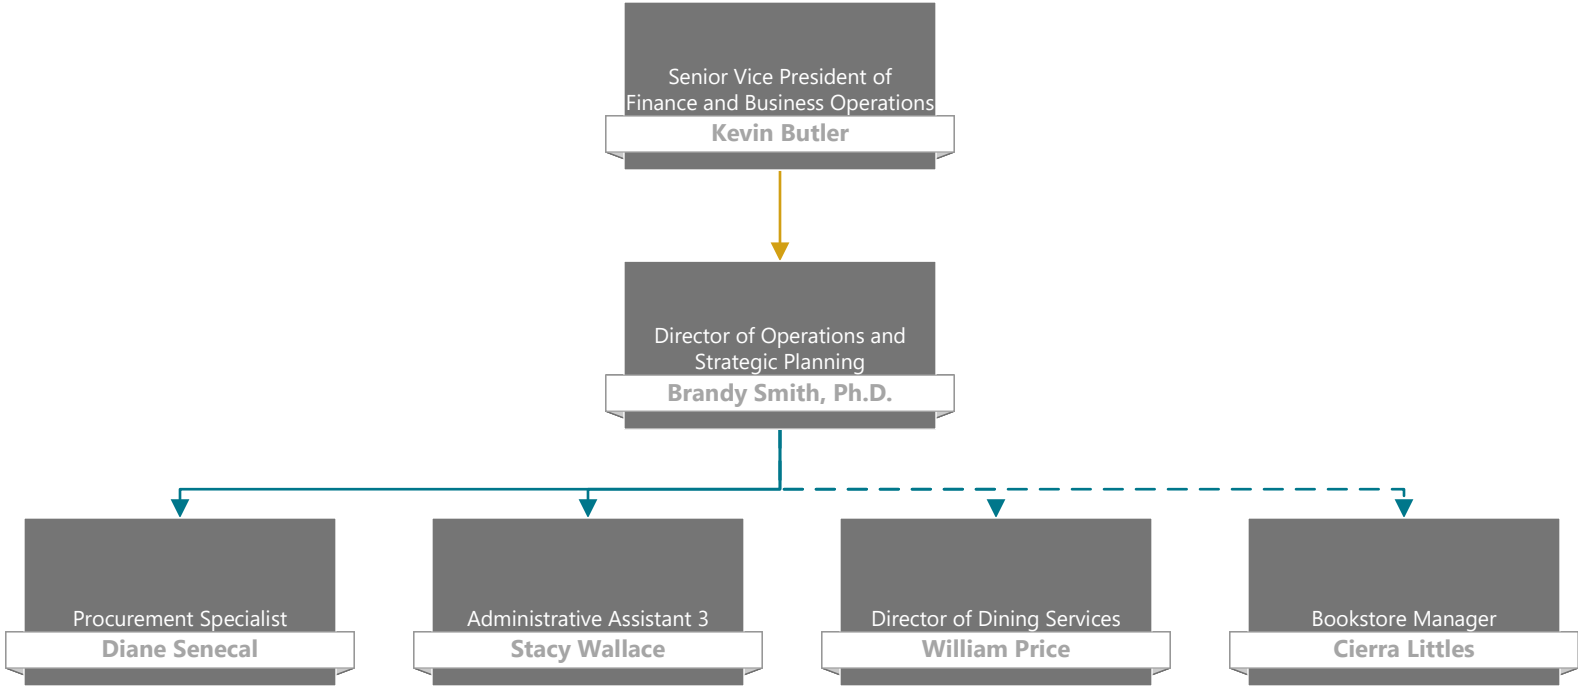 Senior Vice President of
Finance and Business Operations
Kevin Butler
Director of Operations and
Strategic Planning
Brandy Smith, Ph.D.
Procurement Specialist
Diane Senecal
Administrative Assistant 3
Stacy Wallace
Director of Dining Services
William Price
Bookstore Manager
Cierra Littles